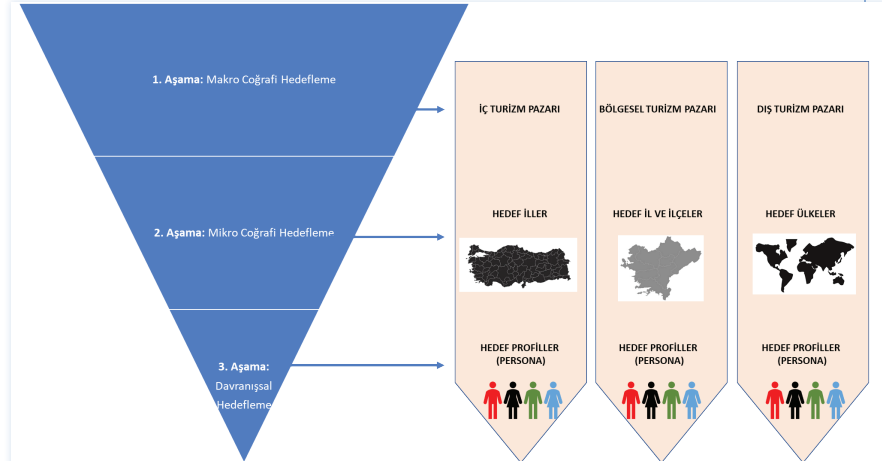 1. Aşama: Makro Coğrafi Hedefleme
İÇ TURİZM PAZARI
BÖLGESEL TURİZM PAZARI
DIŞ TURİZM PAZARI
2. Aşama: Mikro Coğrafi Hedefleme
HEDEF İLLER
HEDEF İL VE İLÇELER
HEDEF ÜLKELER
3. Aşama:
Davranışsal
Hedefleme
HEDEF PROFİLLER
(PERSONA)
HEDEF PROFİLLER
(PERSONA)
HEDEF PROFİLLER
(PERSONA)